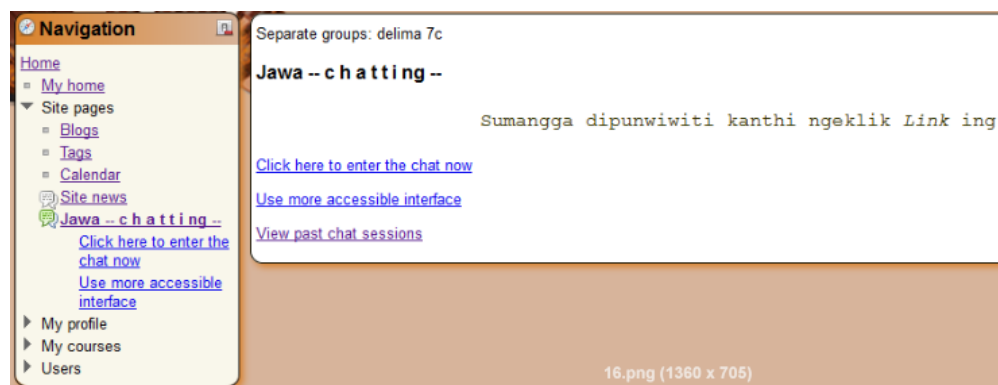 Navigation
Home
My home
Site pages
Blogs
Tags
Calendar
Site news
Jawa -- c h a t t i n g --
Click here to enter the
chat now
Use more accessible
interface
My profile
My courses
Users
Separate groups: delima 7c
Jawa -- c h a t t i n g --
Sumangga dipunwiwiti kanthi ngeklik Link ing
Click here to enter the chat now
Use more accessible interface
View past chat sessions
16.png (1360 x 705)